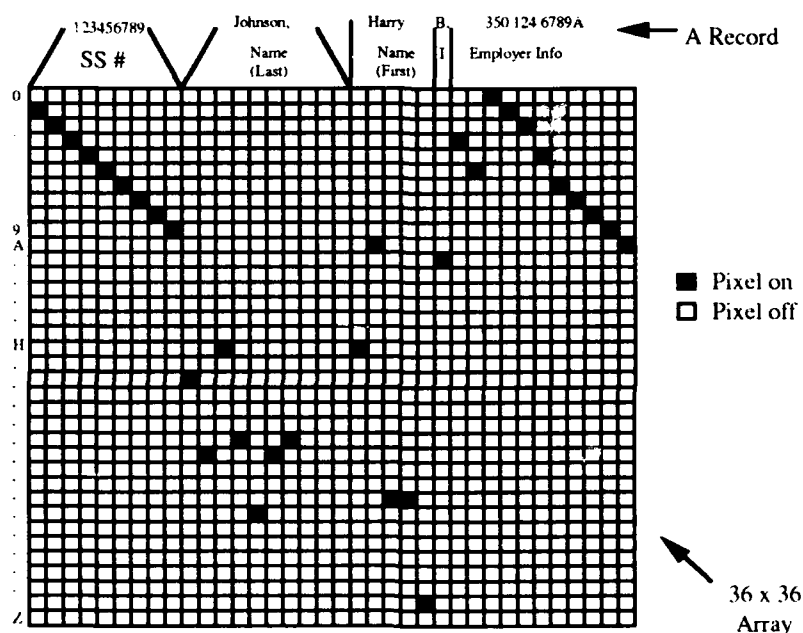 123456789 Johnson, Harry B. 350 124 6789A
A Record
SS # Name (Last) Name (First) I Employer Info
0
9
A
H
Z
Pixel on
Pixel off
36 x 36
Array